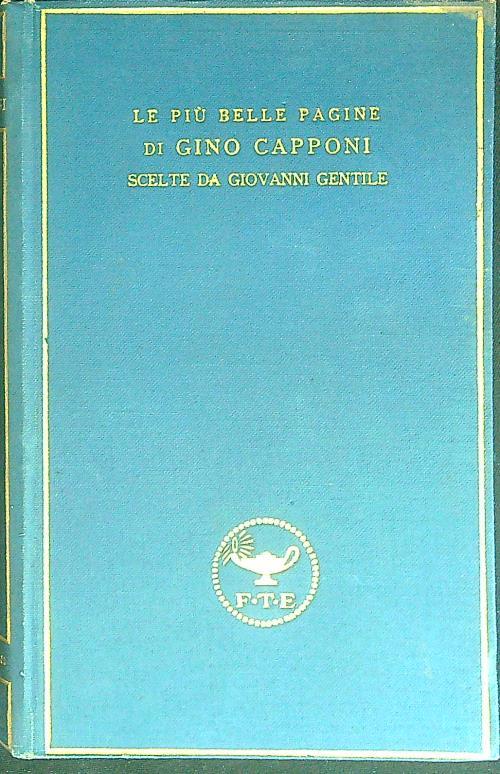 LE PIÙ BELLE PAGINE
DI GINO CAPPONI
SCELTE DA GIOVANNI GENTILE
F·T·E